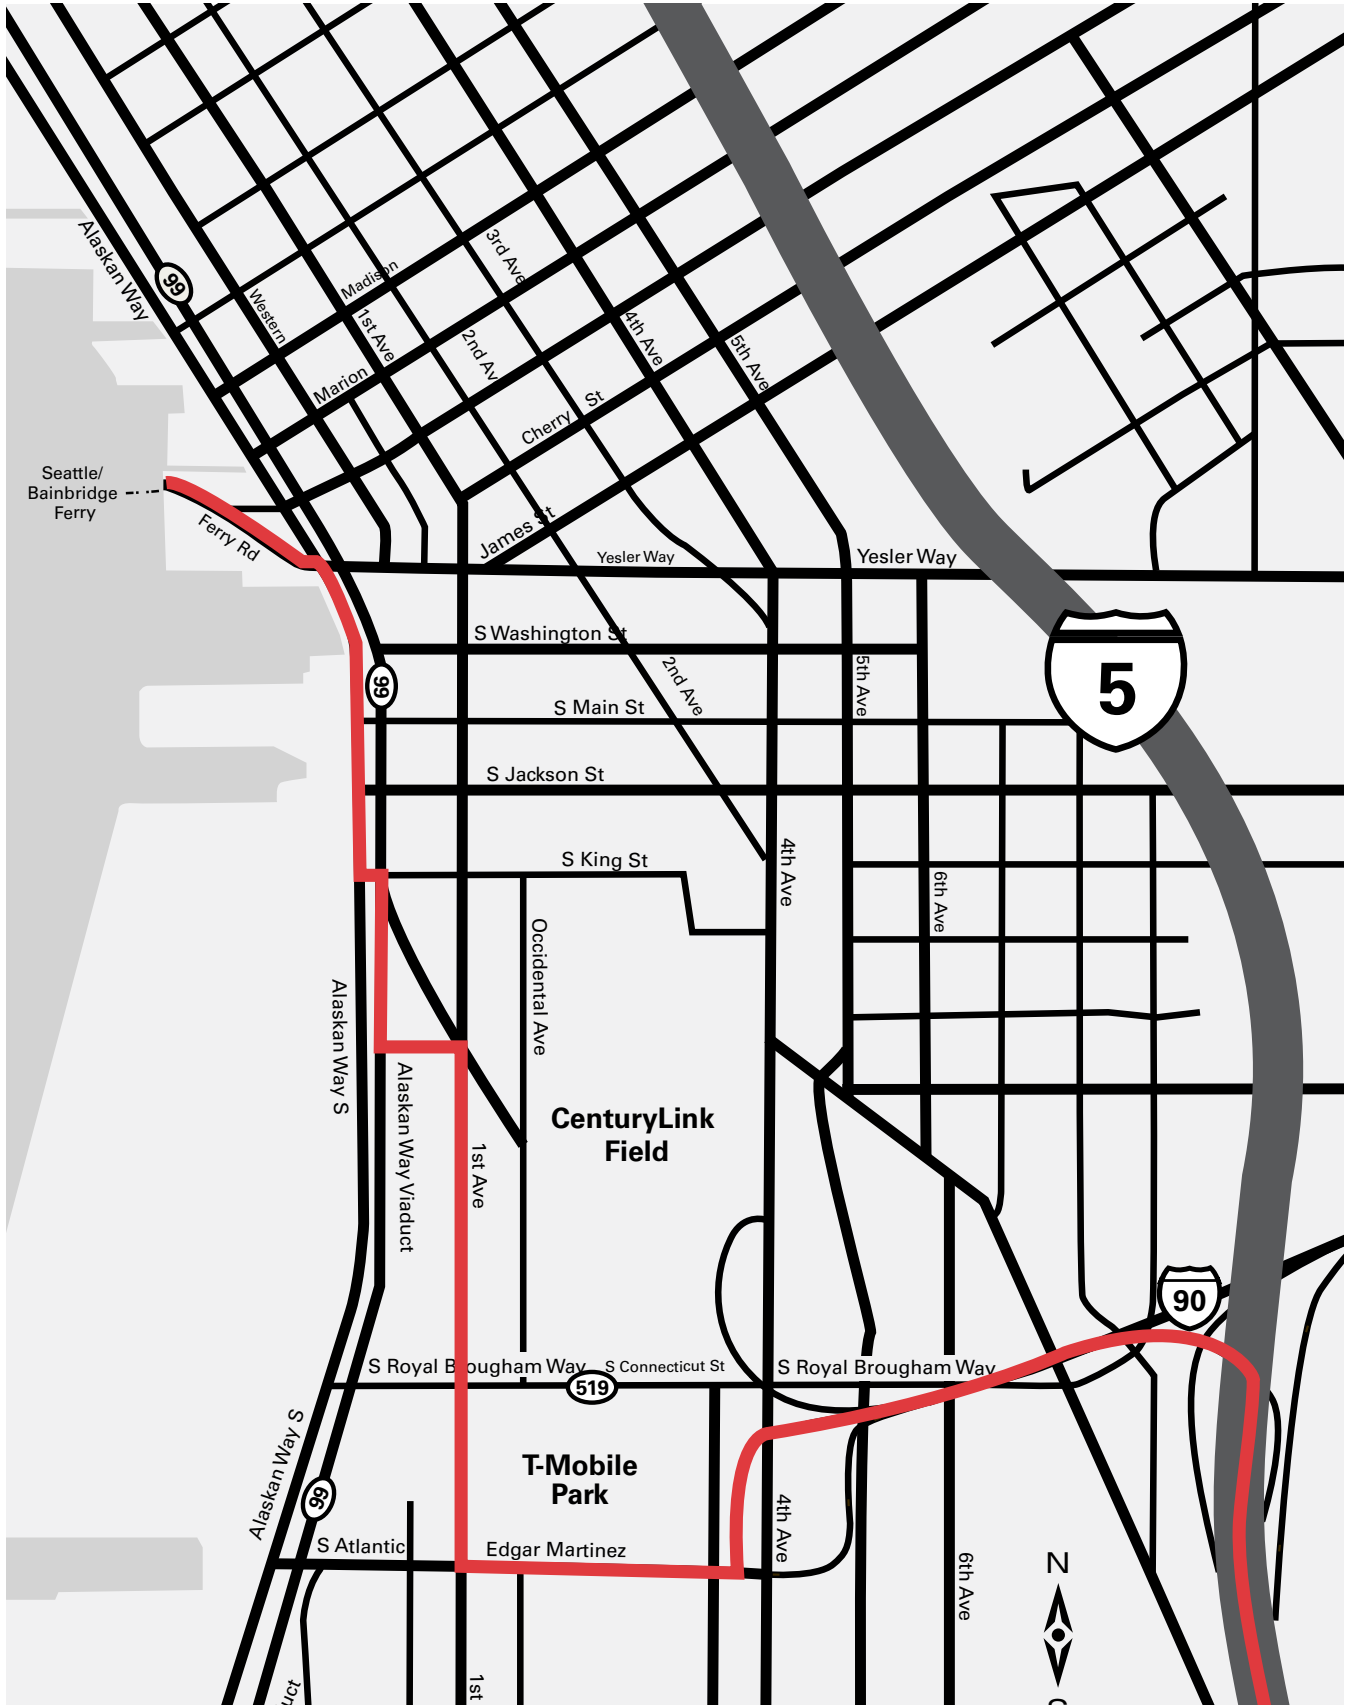 Alaskan Way
99
Western
Madison
1st Ave
3rd Ave
2nd Av
4th Ave
5th Ave
Marion
Cherry St
James St
Seattle/
Bainbridge
Ferry
Ferry Rd
Yesler Way
Yesler Way
S Washington St
99
2nd Ave
5th Ave
5
S Main St
S Jackson St
S King St
4th Ave
6th Ave
Occidental Ave
Alaskan Way S
Alaskan Way Viaduct
CenturyLink
Field
1st Ave
90
S Royal Brougham Way
S Connecticut St
S Royal Brougham Way
519
Alaskan Way S
99
T-Mobile
Park
4th Ave
S Atlantic
Edgar Martinez
6th Ave
N
1st
uct